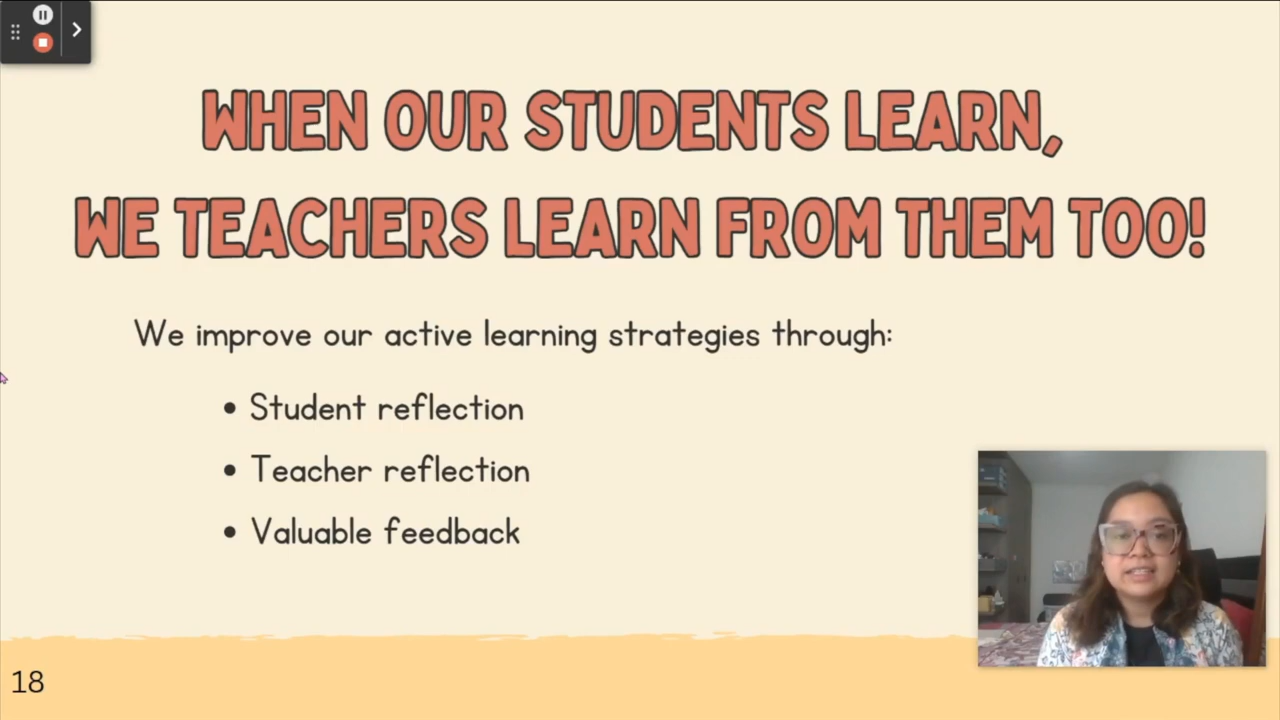 WHEN OUR STUDENTS LEARN,
WE TEACHERS LEARN FROM THEM TOO!
We improve our active learning strategies through:
• Student reflection
• Teacher reflection
• Valuable feedback
18